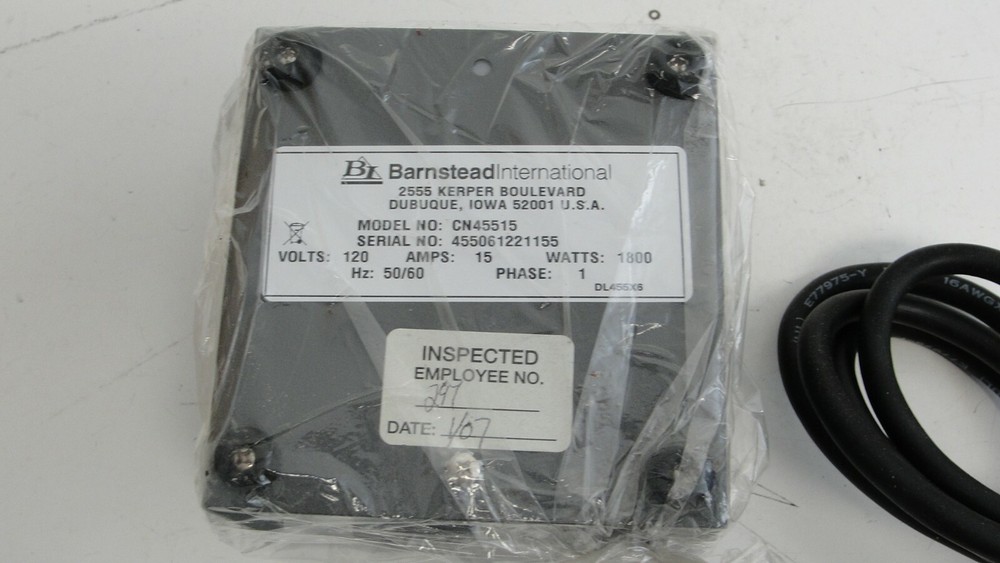 BI BarnsteadInternational
2555 KERPER BOULEVARD
DUBUQUE, IOWA 52001 U.S.A.
MODEL NO: CN45515
SERIAL NO: 455061221155
VOLTS: 120 AMPS: 15 WATTS: 1800
Hz: 50/60 PHASE: 1
DL455X6
INSPECTED
EMPLOYEE NO.
297
DATE: 1/07
E77975-Y
16AWG